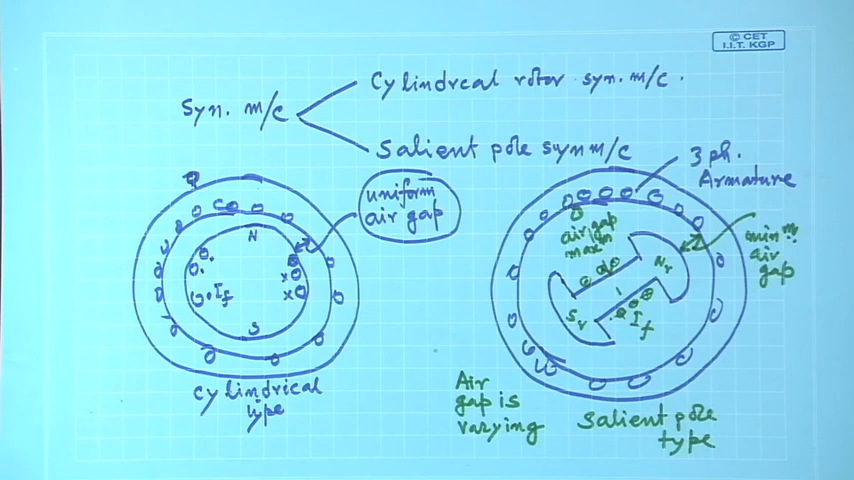 © CET
I.I.T. KGP
Syn. m/c
Cylindrcal rotor syn. m/c.
Salient pole syn m/c
uniform
air gap
N
If
S
cylindrical
type
3 ph.
Armature
air gap
max m
min m
air
gap
Nr
Sr
If
Air
gap is
varying
Salient pole
type